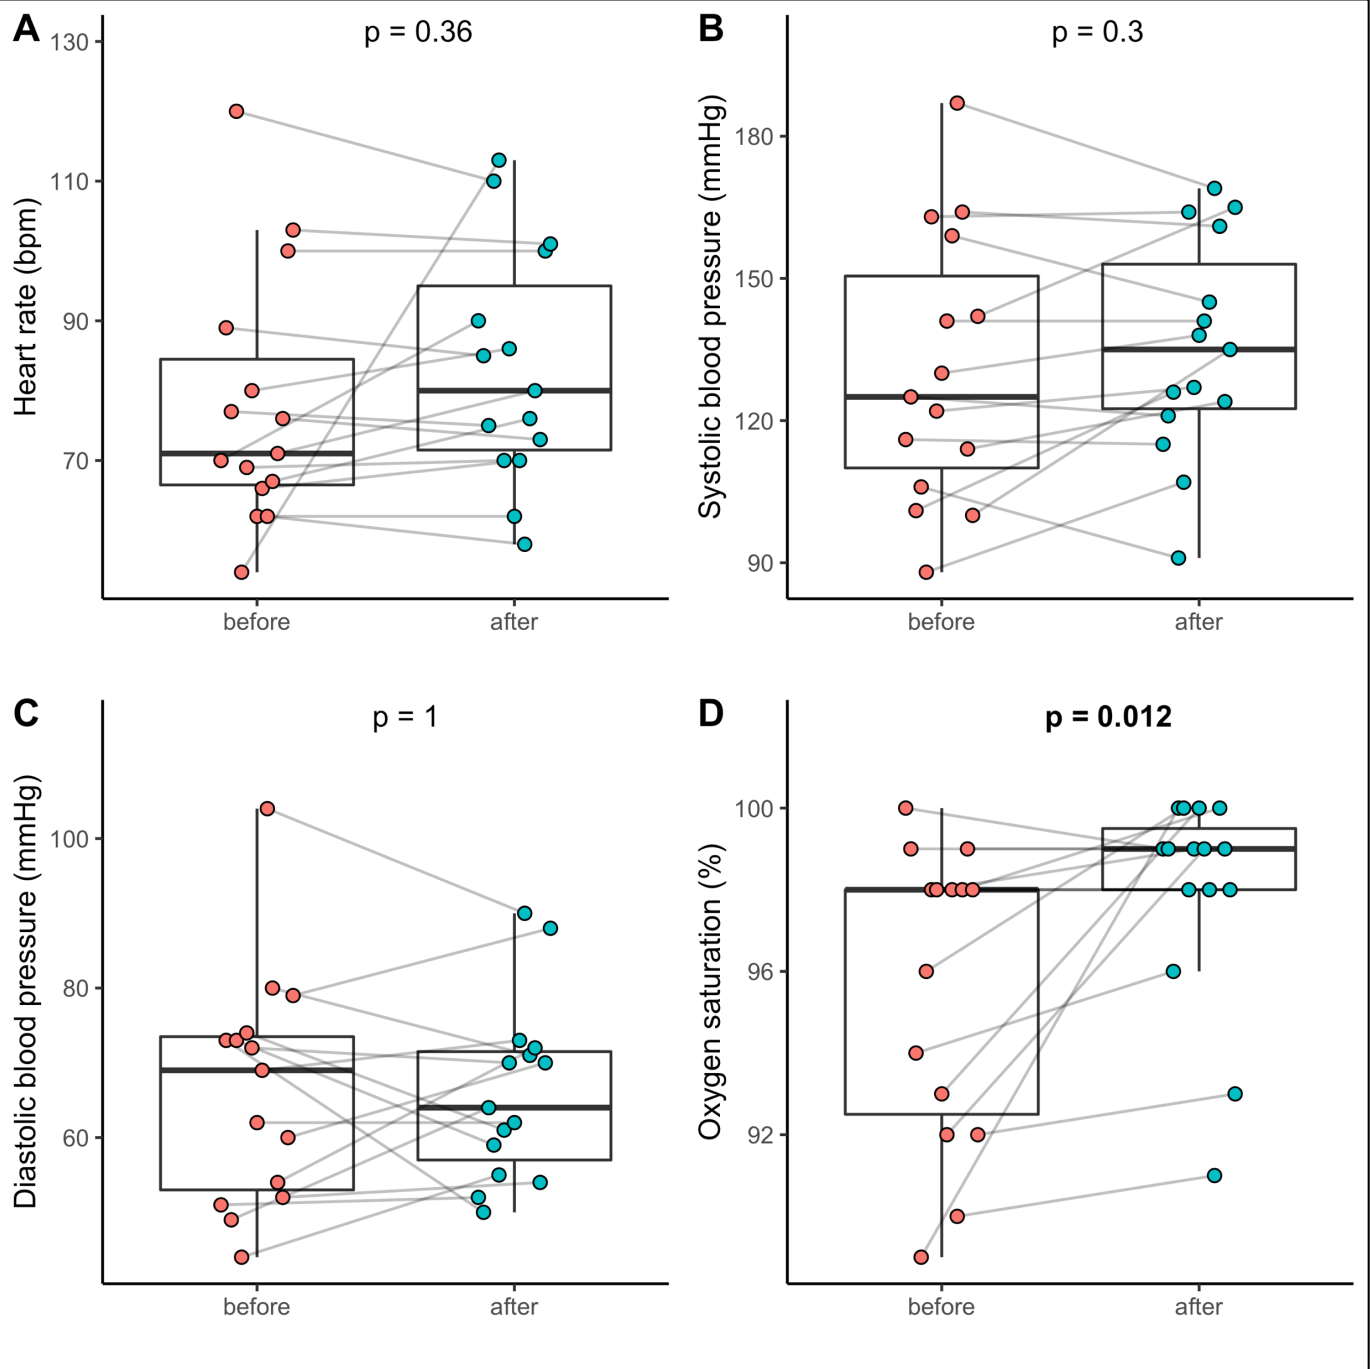 A
p = 0.36
Heart rate (bpm)
130
110
90
70
before after
B
p = 0.3
Systolic blood pressure (mmHg)
180
150
120
90
before after
C
p = 1
Diastolic blood pressure (mmHg)
100
80
60
before after
D
p = 0.012
Oxygen saturation (%)
100
96
92
before after